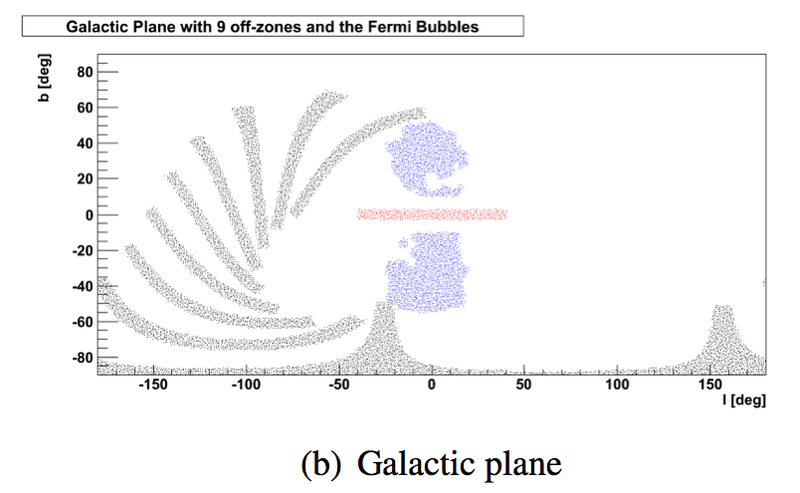 Galactic Plane with 9 off-zones and the Fermi Bubbles
b [deg]
80
60
40
20
0
-20
-40
-60
-80
-150 -100 -50 0 50 100 150
l [deg]
(b) Galactic plane